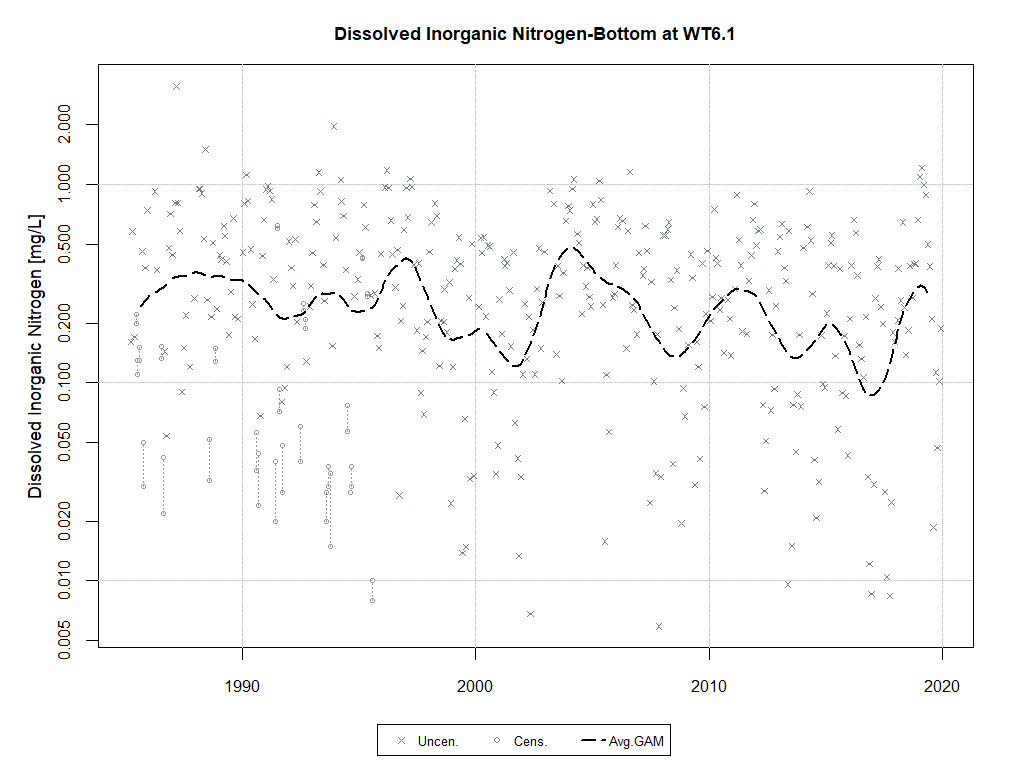 Dissolved Inorganic Nitrogen-Bottom at WT6.1
Dissolved Inorganic Nitrogen [mg/L]
2.000
1.000
0.500
0.200
0.100
0.050
0.020
0.010
0.005
1990 2000 2010 2020
Uncen. Cens. Avg.GAM